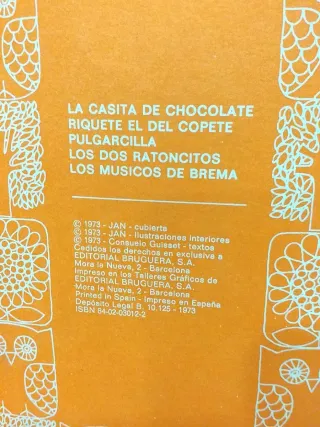 LA CASITA DE CHOCOLATE
RIQUETE EL DEL COPETE
PULGARCILLA
LOS DOS RATONCITOS
LOS MUSICOS DE BREMA
© 1973 - JAN - cubierta
© 1973 - JAN - Ilustraciones interiores
© 1973 - Consuelo Guiset - textos
Cedidos los derechos en exclusiva a
EDITORIAL BRUGUERA, S.A.
Mora la Nueva, 2 - Barcelona
Impreso en los Talleres Gráficos de
EDITORIAL BRUGUERA, S.A.
Mora la Nueva, 2 - Barcelona
Printed in Spain - Impreso en España
Depósito Legal B. 10.125 - 1973
ISBN 84-02-03012-2